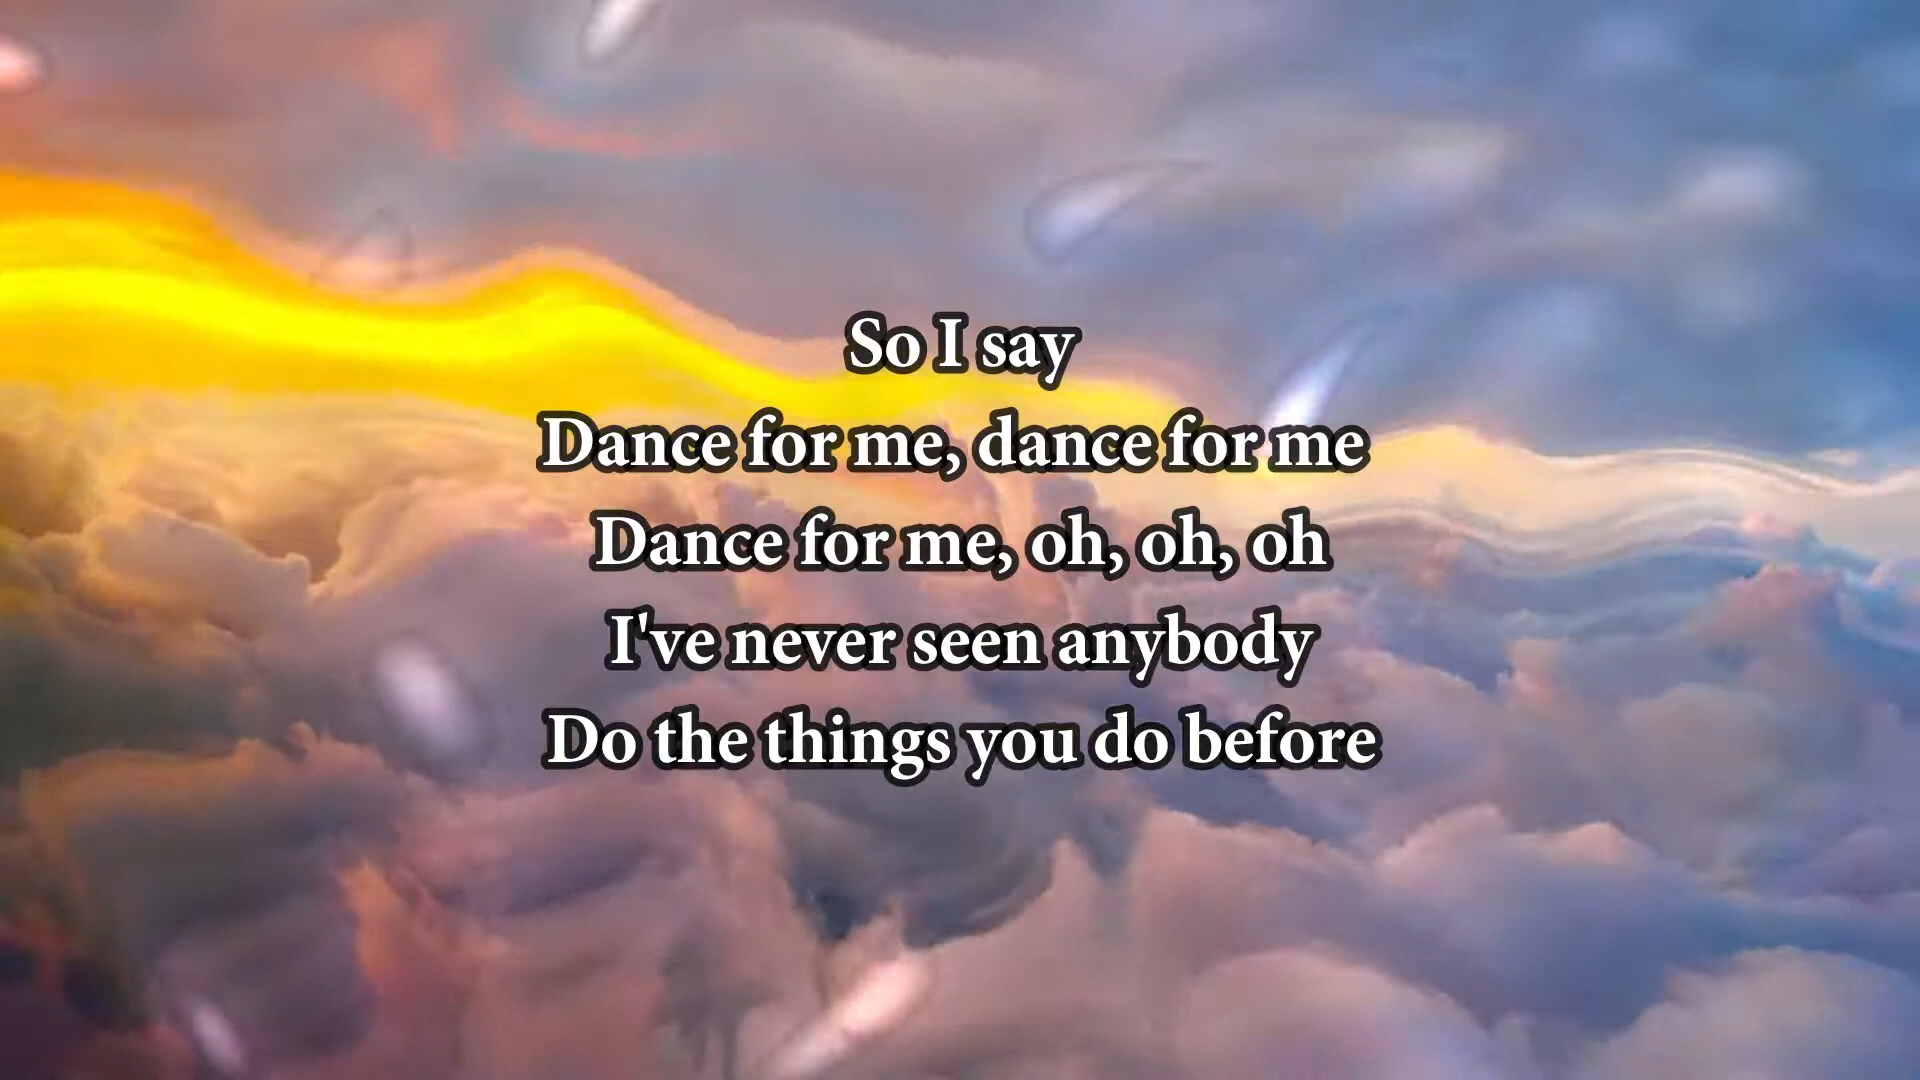 So I say
Dance for me, dance for me
Dance for me, oh, oh, oh
I've never seen anybody
Do the things you do before